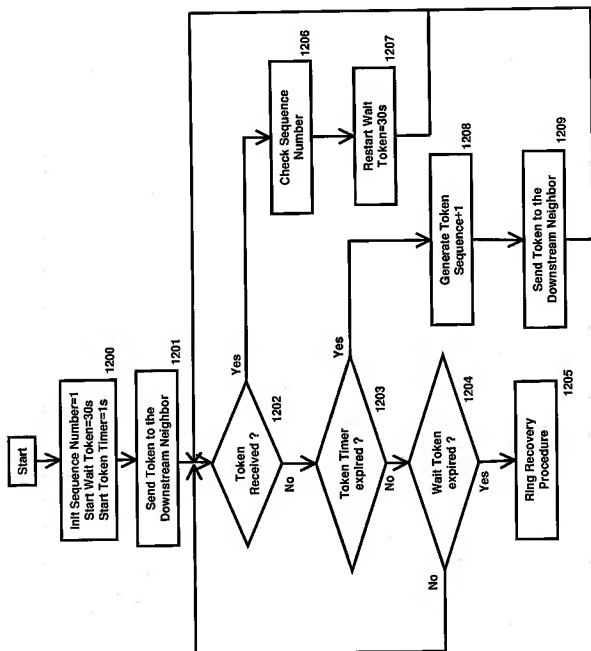 Start
Init Sequence Number=1
Start Wait Token=30s
Start Token Timer=1s
1200
Send Token to the
Downstream Neighbor
1201
Token
Received ?
1202
Yes
No
Check Sequence
Number
1206
Restart Wait
Token=30s
1207
Token Timer
expired ?
1203
Yes
No
Generate Token
Sequence+1
1208
Send Token to the
Downstream Neighbor
1209
Wait Token
expired ?
1204
No
Yes
Ring Recovery
Procedure
1205